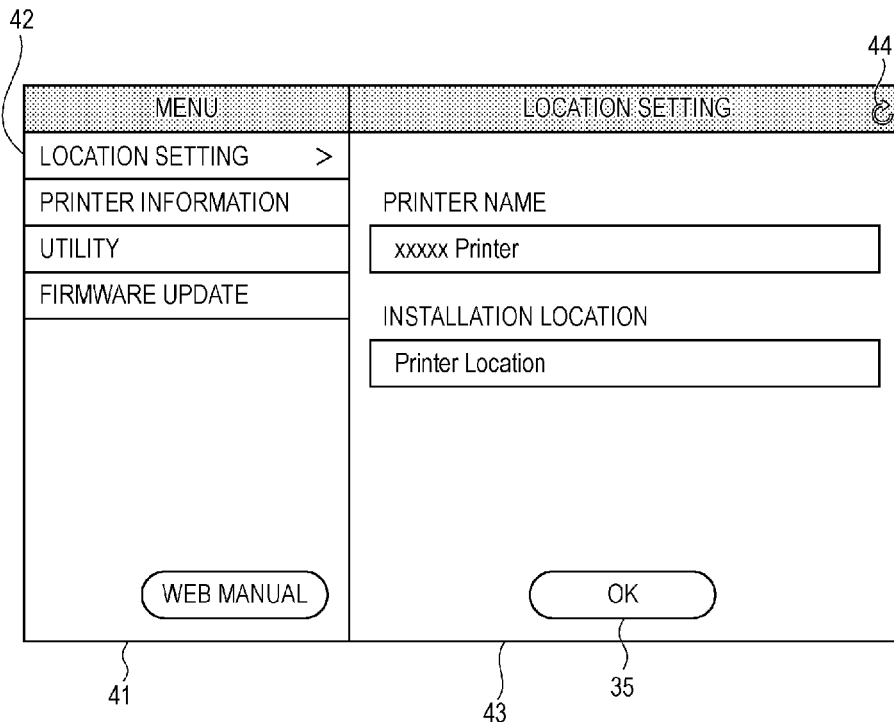 42
44
MENU
LOCATION SETTING
LOCATION SETTING >
PRINTER INFORMATION
UTILITY
FIRMWARE UPDATE
PRINTER NAME
xxxxx Printer
INSTALLATION LOCATION
Printer Location
WEB MANUAL
OK
41
43
35